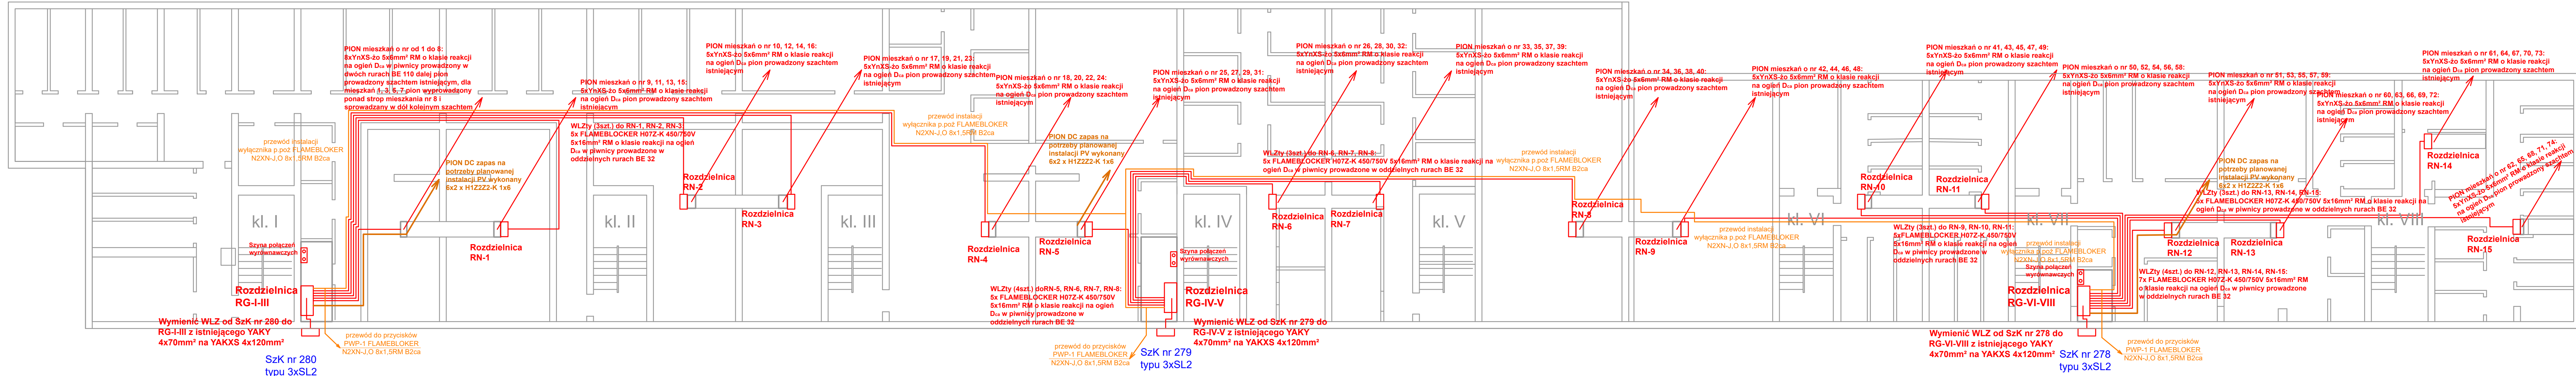 PION mieszkań o nr od 1 do 8:
8xYnXS-żo 5x6mm² RM o klasie reakcji
na ogień Dca w piwnicy prowadzony w
dwóch rurach BE 110 dalej pion
prowadzony szachtem istniejącym, dla
mieszkań 1, 3, 5, 7 pion wyprowadzony
ponad strop mieszkania nr 8 i
sprowadzany w dół kolejnym szachtem
PION mieszkań o nr 9, 11, 13, 15:
5xYnXS-żo 5x6mm² RM o klasie reakcji
na ogień Dca pion prowadzony szachtem
istniejącym
PION mieszkań o nr 10, 12, 14, 16:
5xYnXS-żo 5x6mm² RM o klasie reakcji
na ogień Dca pion prowadzony szachtem
istniejącym
PION mieszkań o nr 17, 19, 21, 23:
5xYnXS-żo 5x6mm² RM o klasie reakcji
na ogień Dca pion prowadzony szachtem
istniejącym
PION mieszkań o nr 18, 20, 22, 24:
5xYnXS-żo 5x6mm² RM o klasie reakcji
na ogień Dca pion prowadzony szachtem
istniejącym
PION mieszkań o nr 25, 27, 29, 31:
5xYnXS-żo 5x6mm² RM o klasie reakcji
na ogień Dca pion prowadzony szachtem
istniejącym
PION mieszkań o nr 26, 28, 30, 32:
5xYnXS-żo 5x6mm² RM o klasie reakcji
na ogień Dca pion prowadzony szachtem
istniejącym
PION mieszkań o nr 33, 35, 37, 39:
5xYnXS-żo 5x6mm² RM o klasie reakcji
na ogień Dca pion prowadzony szachtem
istniejącym
PION mieszkań o nr 34, 36, 38, 40:
5xYnXS-żo 5x6mm² RM o klasie reakcji
na ogień Dca pion prowadzony szachtem
istniejącym
PION mieszkań o nr 42, 44, 46, 48:
5xYnXS-żo 5x6mm² RM o klasie reakcji
na ogień Dca pion prowadzony szachtem
istniejącym
PION mieszkań o nr 41, 43, 45, 47, 49:
5xYnXS-żo 5x6mm² RM o klasie reakcji
na ogień Dca pion prowadzony szachtem
istniejącym
PION mieszkań o nr 50, 52, 54, 56, 58:
5xYnXS-żo 5x6mm² RM o klasie reakcji
na ogień Dca pion prowadzony szachtem
istniejącym
PION mieszkań o nr 51, 53, 55, 57, 59:
5xYnXS-żo 5x6mm² RM o klasie reakcji
na ogień Dca pion prowadzony szachtem
istniejącym
PION mieszkań o nr 60, 63, 66, 69, 72:
5xYnXS-żo 5x6mm² RM o klasie reakcji
na ogień Dca pion prowadzony szachtem
istniejącym
PION mieszkań o nr 61, 64, 67, 70, 73:
5xYnXS-żo 5x6mm² RM o klasie reakcji
na ogień Dca pion prowadzony szachtem
istniejącym
PION mieszkań o nr 62, 65, 68, 71, 74:
5xYnXS-żo 5x6mm² RM o klasie reakcji
na ogień Dca pion prowadzony szachtem
istniejącym
przewód instalacji
wyłącznika p.poż FLAMEBLOKER
N2XN-J,O 8x1,5RM B2ca
PION DC zapas na
potrzeby planowanej
instalacji PV wykonany
6x2 x H1Z2Z2-K 1x6
WLZty (3szt.) do RN-1, RN-2, RN-3:
5x FLAMEBLOCKER H07Z-K 450/750V
5x16mm² RM o klasie reakcji na ogień
Dca w piwnicy prowadzone w
oddzielnych rurach BE 32
Rozdzielnica
RN-2
Rozdzielnica
RN-3
Rozdzielnica
RN-1
kl. I
kl. II
kl. III
Szyna połączeń
wyrównawczych
Rozdzielnica
RG-I-III
Wymienić WLZ od SzK nr 280 do
RG-I-III z istniejącego YAKY
4x70mm² na YAKXS 4x120mm²
przewód do przycisków
PWP-1 FLAMEBLOKER
N2XN-J,O 8x1,5RM B2ca
SzK nr 280
typu 3xSL2
przewód instalacji
wyłącznika p.poż FLAMEBLOKER
N2XN-J,O 8x1,5RM B2ca
PION DC zapas na
potrzeby planowanej
instalacji PV wykonany
6x2 x H1Z2Z2-K 1x6
Rozdzielnica
RN-4
Rozdzielnica
RN-5
WLZty (4szt.) doRN-5, RN-6, RN-7, RN-8:
5x FLAMEBLOCKER H07Z-K 450/750V
5x16mm² RM o klasie reakcji na ogień
Dca w piwnicy prowadzone w
oddzielnych rurach BE 32
przewód do przycisków
PWP-1 FLAMEBLOKER
N2XN-J,O 8x1,5RM B2ca
kl. IV
Szyna połączeń
wyrównawczych
Rozdzielnica
RG-IV-V
Wymienić WLZ od SzK nr 279 do
RG-IV-V z istniejącego YAKY
4x70mm² na YAKXS 4x120mm²
SzK nr 279
typu 3xSL2
WLZty (3szt.) do RN-6, RN-7, RN-8:
5x FLAMEBLOCKER H07Z-K 450/750V 5x16mm² RM o klasie reakcji na
ogień Dca w piwnicy prowadzone w oddzielnych rurach BE 32
Rozdzielnica
RN-6
Rozdzielnica
RN-7
kl. V
przewód instalacji
wyłącznika p.poż FLAMEBLOKER
N2XN-J,O 8x1,5RM B2ca
Rozdzielnica
RN-8
Rozdzielnica
RN-9
przewód instalacji
wyłącznika p.poż FLAMEBLOKER
N2XN-J,O 8x1,5RM B2ca
kl. VI
Rozdzielnica
RN-10
Rozdzielnica
RN-11
WLZty (3szt.) do RN-9, RN-10, RN-11:
5xFLAMEBLOCKER H07Z-K 450/750V
5x16mm² RM o klasie reakcji na ogień
Dca w piwnicy prowadzone w
oddzielnych rurach BE 32
kl. VII
przewód instalacji
wyłącznika p.poż FLAMEBLOKER
N2XN-J,O 8x1,5RM B2ca
Szyna połączeń
wyrównawczych
Rozdzielnica
RG-VI-VIII
Wymienić WLZ od SzK nr 278 do
RG-VI-VIII z istniejącego YAKY
4x70mm² na YAKXS 4x120mm²
SzK nr 278
typu 3xSL2
przewód do przycisków
PWP-1 FLAMEBLOKER
N2XN-J,O 8x1,5RM B2ca
PION DC zapas na
potrzeby planowanej
instalacji PV wykonany
6x2 x H1Z2Z2-K 1x6
WLZty (3szt.) do RN-13, RN-14, RN-15:
5x FLAMEBLOCKER H07Z-K 450/750V 5x16mm² RM o klasie reakcji na
ogień Dca w piwnicy prowadzone w oddzielnych rurach BE 32
Rozdzielnica
RN-12
Rozdzielnica
RN-13
WLZty (4szt.) do RN-12, RN-13, RN-14, RN-15:
7x FLAMEBLOCKER H07Z-K 450/750V 5x16mm² RM
o klasie reakcji na ogień Dca w piwnicy prowadzone
w oddzielnych rurach BE 32
kl. VIII
Rozdzielnica
RN-14
Rozdzielnica
RN-15